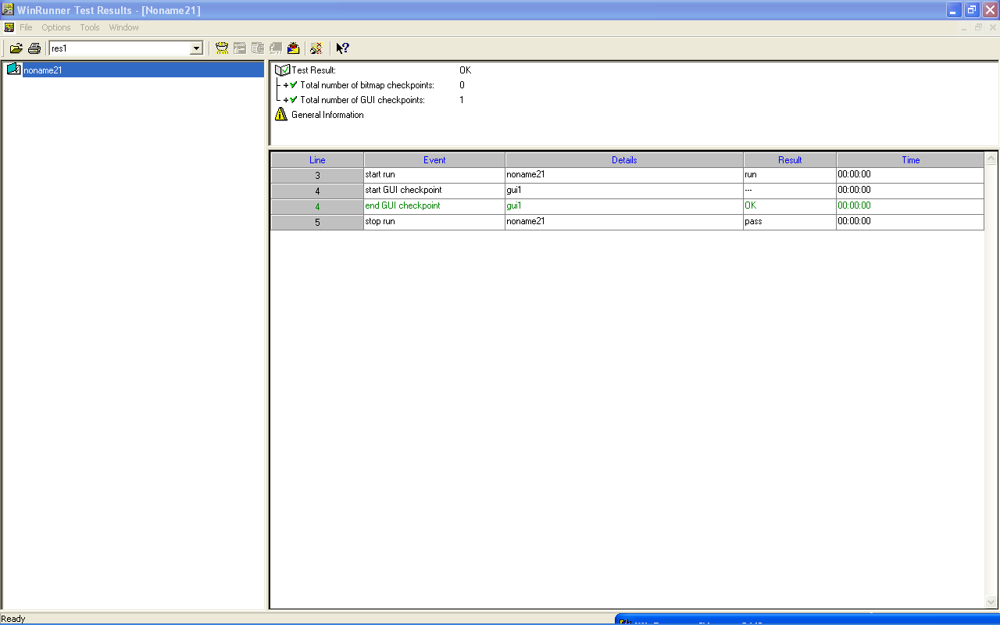 WinRunner Test Results - [Noname21]
File Options Tools Window
res1
noname21
Test Result: OK
Total number of bitmap checkpoints: 0
Total number of GUI checkpoints: 1
General Information
Line Event Details Result Time
3 start run noname21 run 00:00:00
4 start GUI checkpoint gui1 --- 00:00:00
4 end GUI checkpoint gui1 OK 00:00:00
5 stop run noname21 pass 00:00:00
Ready